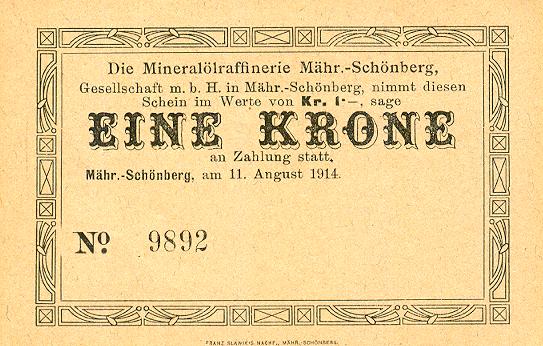 Die Mineralölraffinerie Mähr.-Schönberg,
Gesellschaft m. b. H. in Mähr.-Schönberg, nimmt diesen
Schein im Werte von Kr. 1·—, sage
EINE KRONE
an Zahlung statt.
Mähr.-Schönberg, am 11. August 1914.
No. 9892
FRANZ SLAWIK'S NACHF., MÄHR.-SCHÖNBERG.